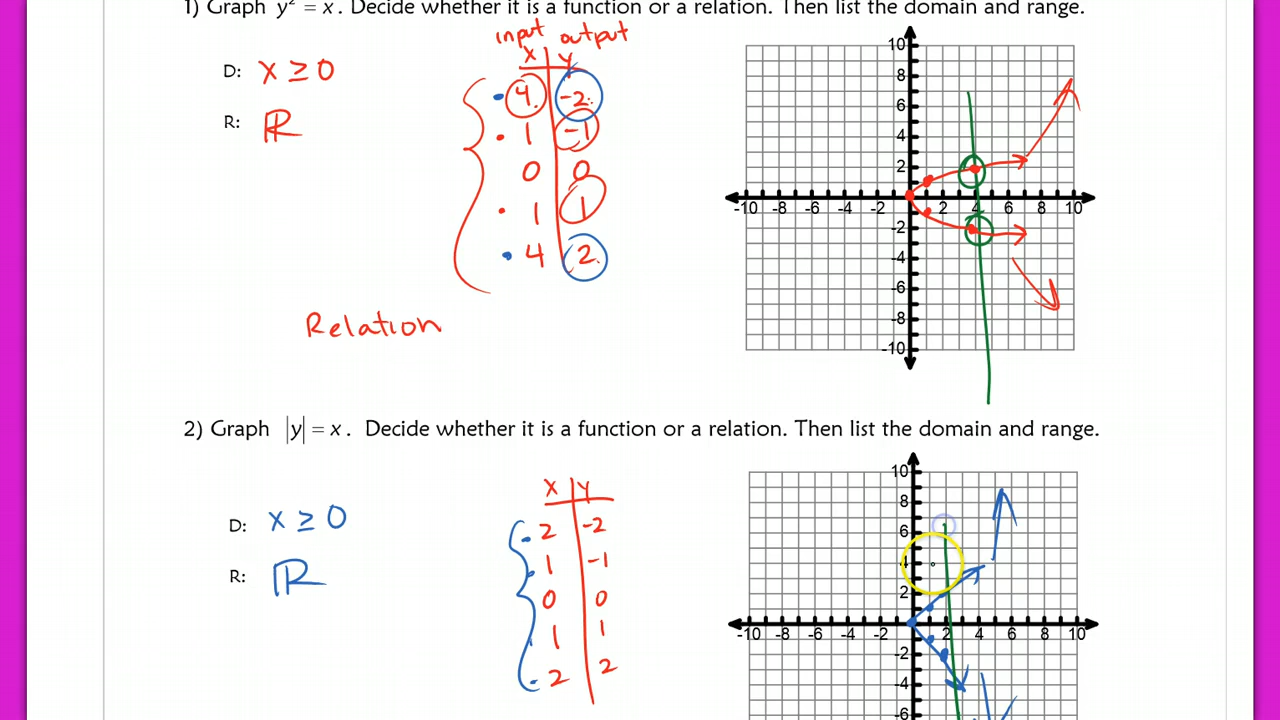 1) Graph y² = x. Decide whether it is a function or a relation. Then list the domain and range.
input output
x y
D: x ≥ 0
4 -2
R: ℝ
1 -1
0 0
1 1
4 2
Relation
10
8
6
4
2
-10 -8 -6 -4 -2 2 4 6 8 10
-2
-4
-6
-8
-10
2) Graph |y| = x. Decide whether it is a function or a relation. Then list the domain and range.
x y
D: x ≥ 0
2 -2
R: ℝ
1 -1
0 0
1 1
2 2
10
8
6
4
2
-10 -8 -6 -4 -2 2 4 6 8 10
-2
-4
-6